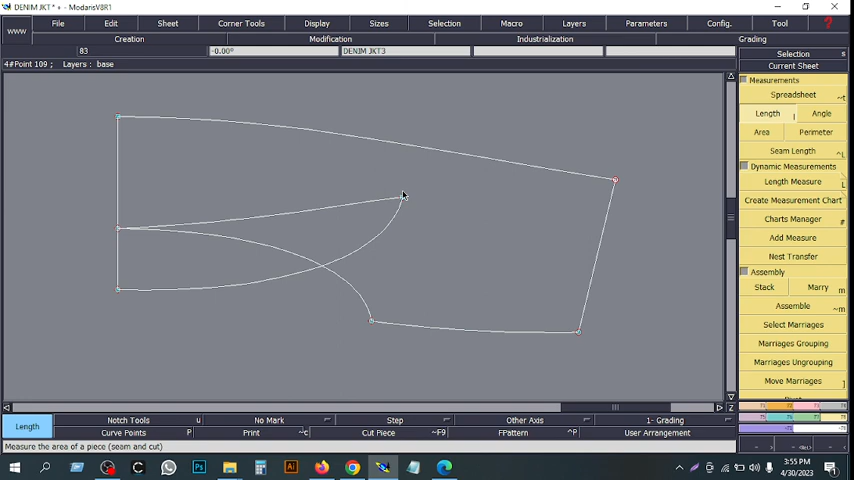 DENIM JKT* + - ModarisV8R1
www
File Edit Sheet Corner Tools Display Sizes Selection Macro Layers Parameters Config. Tool ?
Creation Modification Industrialization Grading
83 -0.00° DENIM JKT3
4#Point 109 ; Layers : base
Selection s
Current Sheet
Measurements
Spreadsheet ~t
Length l Angle
Area Perimeter
Seam Length ^L
Dynamic Measurements
Length Measure L
Create Measurement Chart
Charts Manager
Add Measure
Nest Transfer
Assembly
Stack Marry m
Assemble ~m
Select Marriages
Marriages Grouping
Marriages Ungrouping
Move Marriages ]
Z
Length
Notch Tools u No Mark Step Other Axis 1- Grading
Curve Points P Print ~c Cut Piece ~F9 FPattern ^P User Arrangement
Measure the area of a piece (seam and cut)
3:55 PM
4/30/2023